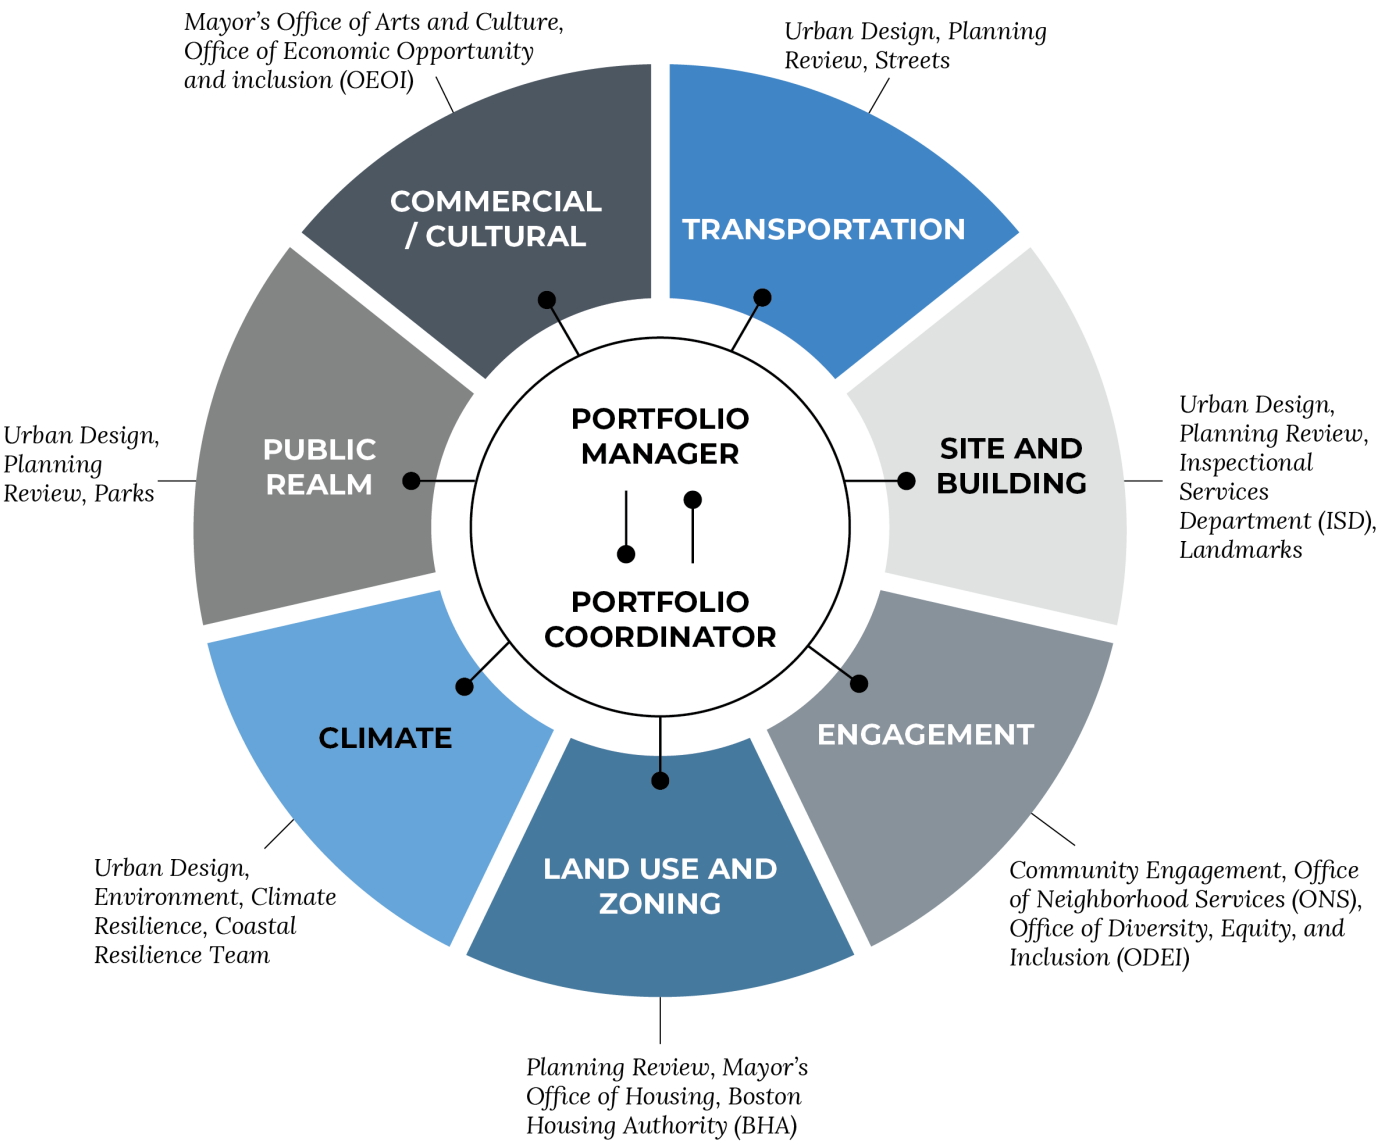 Mayor's Office of Arts and Culture,
Office of Economic Opportunity
and inclusion (OEOI)
Urban Design, Planning
Review, Streets
COMMERCIAL
/ CULTURAL
TRANSPORTATION
Urban Design,
Planning
Review, Parks
PUBLIC
REALM
PORTFOLIO
MANAGER
PORTFOLIO
COORDINATOR
SITE AND
BUILDING
Urban Design,
Planning Review,
Inspectional
Services
Department (ISD),
Landmarks
CLIMATE
ENGAGEMENT
LAND USE AND
ZONING
Urban Design,
Environment, Climate
Resilience, Coastal
Resilience Team
Community Engagement, Office
of Neighborhood Services (ONS),
Office of Diversity, Equity, and
Inclusion (ODEI)
Planning Review, Mayor's
Office of Housing, Boston
Housing Authority (BHA)